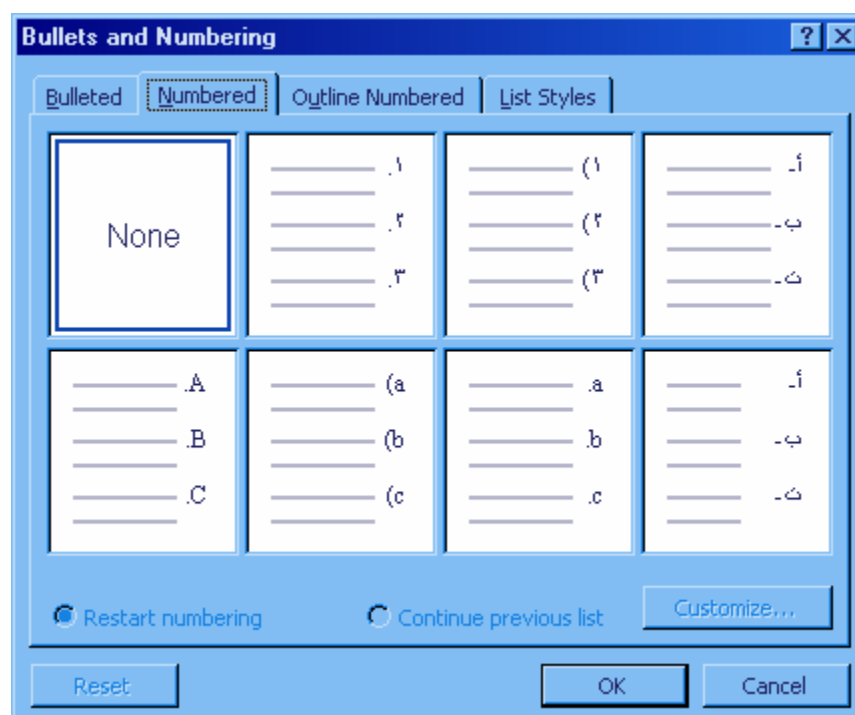 Bullets and Numbering
Bulleted Numbered Outline Numbered List Styles
None
.١
.٢
.٣
(١
(٢
(٣
أ-
ب-
ت-
.A
.B
.C
(a
(b
(c
.a
.b
.c
أ-
ب-
ت-
Restart numbering Continue previous list Customize...
Reset OK Cancel